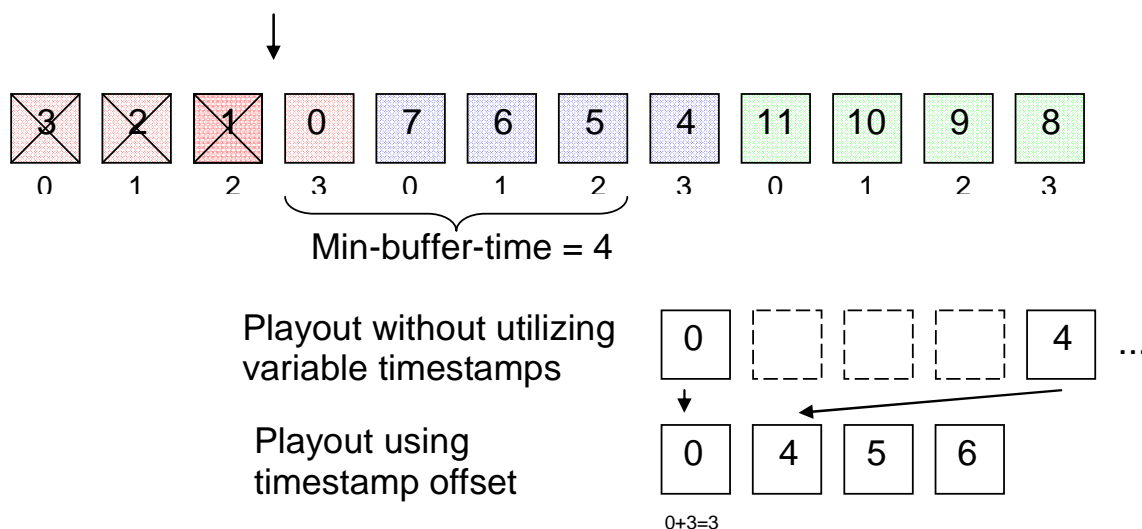 3 2 1 0 7 6 5 4 11 10 9 8
0 1 2 3 0 1 2 3 0 1 2 3
Min-buffer-time = 4
Playout without utilizing
variable timestamps
0 4 ...
Playout using
timestamp offset
0 4 5 6
0+3=3